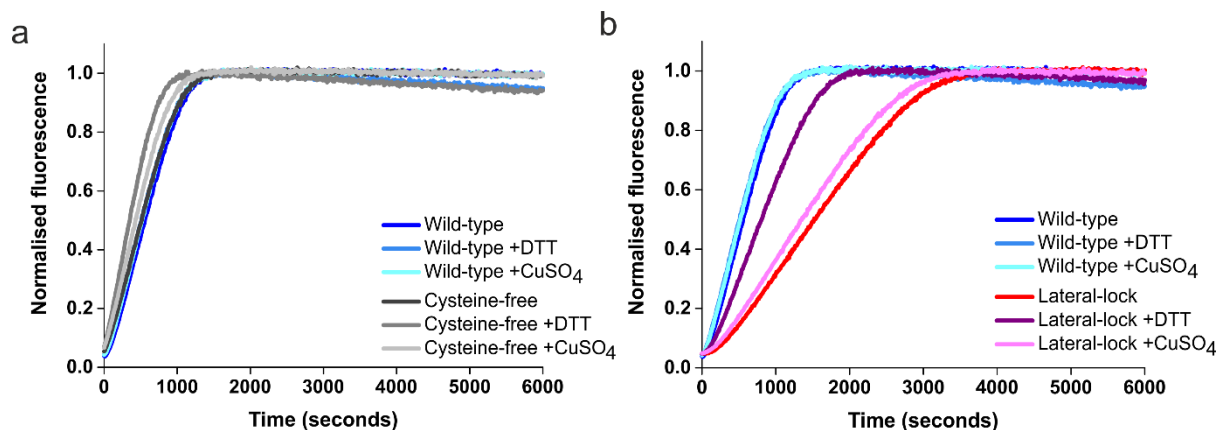 a
Normalised fluorescence
1.0
0.8
0.6
0.4
0.2
0.0
Wild-type
Wild-type +DTT
Wild-type +CuSO4
Cysteine-free
Cysteine-free +DTT
Cysteine-free +CuSO4
0 1000 2000 3000 4000 5000 6000
Time (seconds)
b
Normalised fluorescence
1.0
0.8
0.6
0.4
0.2
0.0
Wild-type
Wild-type +DTT
Wild-type +CuSO4
Lateral-lock
Lateral-lock +DTT
Lateral-lock +CuSO4
0 1000 2000 3000 4000 5000 6000
Time (seconds)